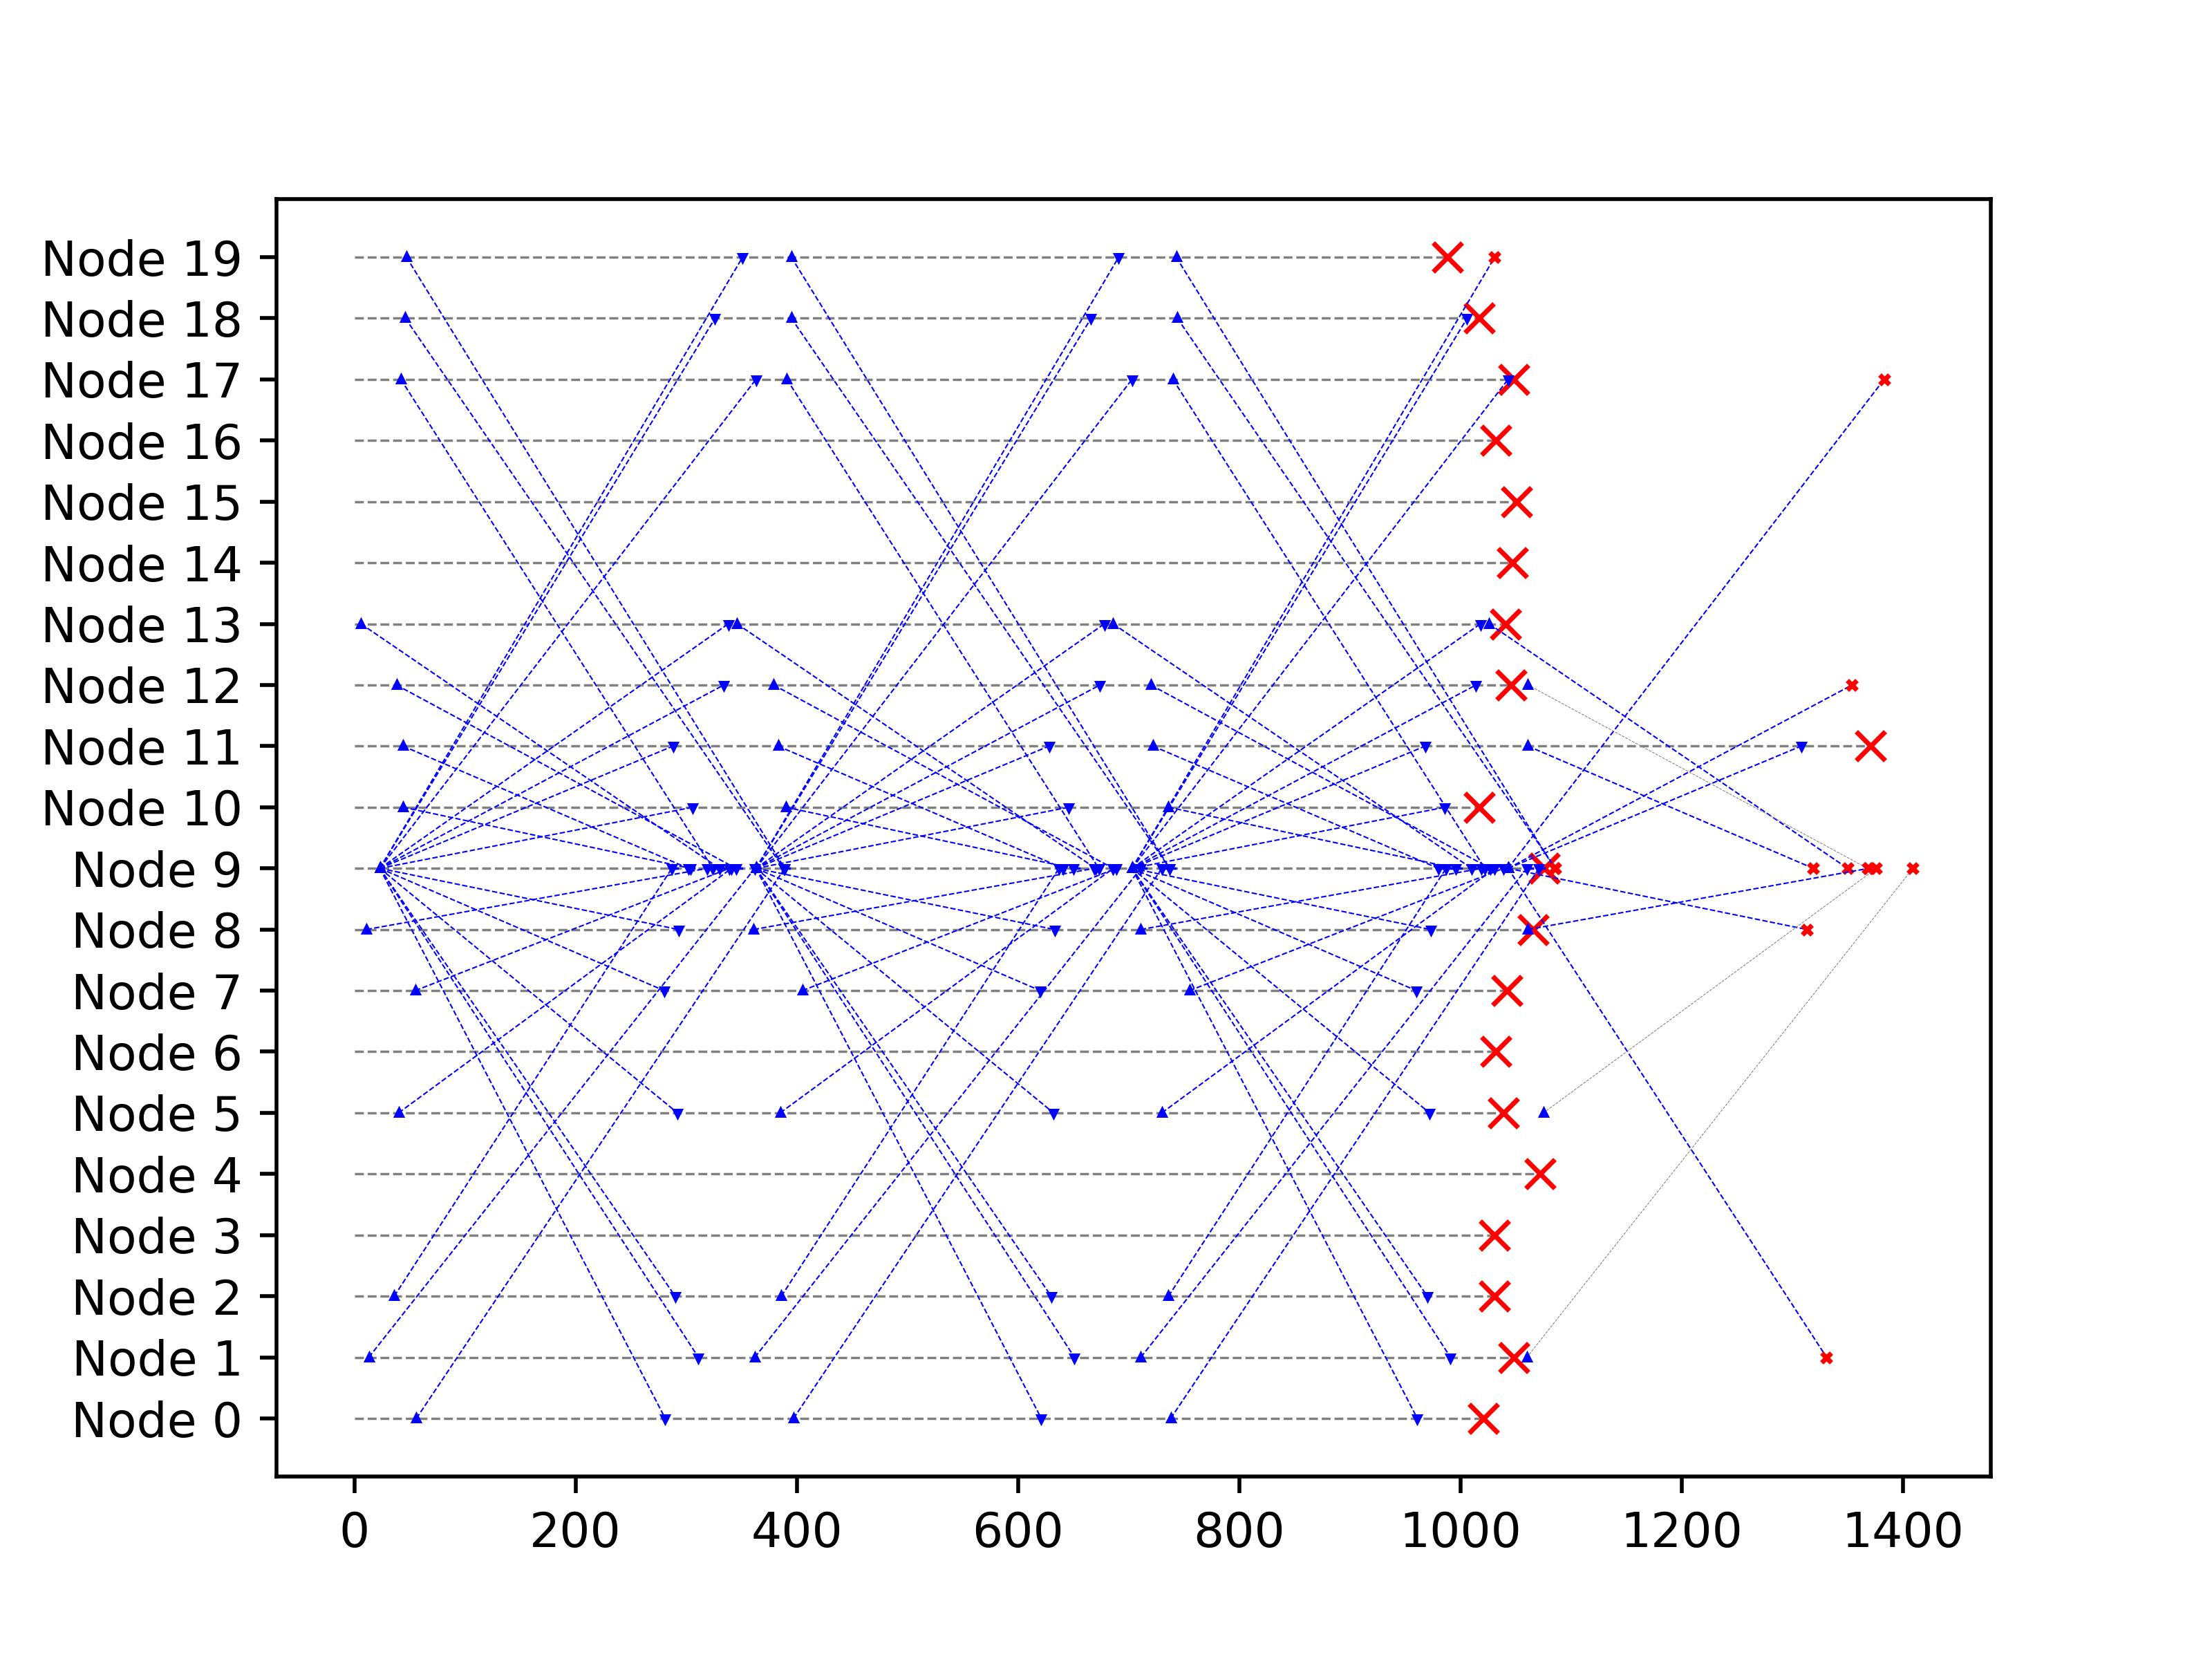 Node 19
Node 18
Node 17
Node 16
Node 15
Node 14
Node 13
Node 12
Node 11
Node 10
Node 9
Node 8
Node 7
Node 6
Node 5
Node 4
Node 3
Node 2
Node 1
Node 0
0 200 400 600 800 1000 1200 1400